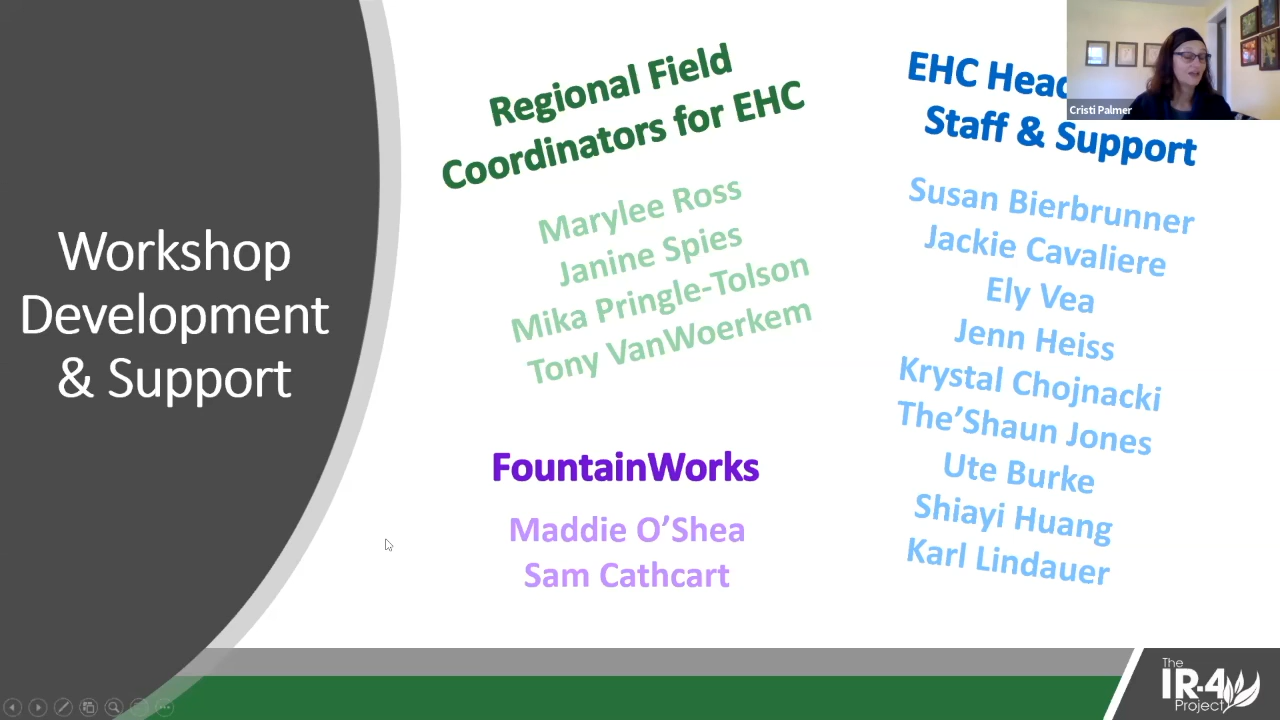 Workshop
Development
& Support
Regional Field
Coordinators for EHC
Marylee Ross
Janine Spies
Mika Pringle-Tolson
Tony VanWoerkem
FountainWorks
Maddie O’Shea
Sam Cathcart
EHC
Staff & Support
Susan Bierbrunner
Jackie Cavaliere
Ely Vea
Jenn Heiss
Krystal Chojnacki
The’Shaun Jones
Ute Burke
Shiayi Huang
Karl Lindauer
Cristi Palmer
The
IR-4
Project